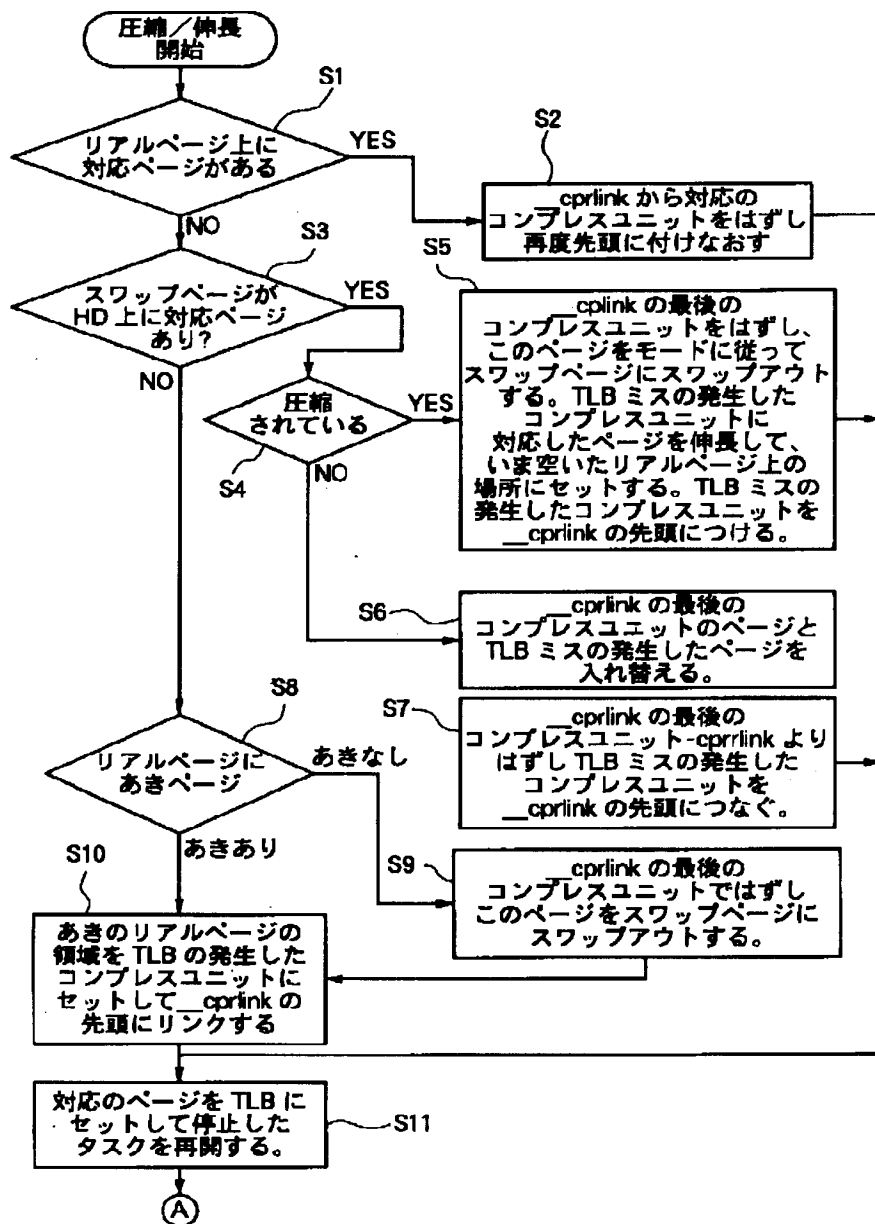 圧縮／伸長
開始
S1
リアルページ上に
対応ページがある
YES
NO
S2
__cprlink から対応の
コンプレスユニットをはずし
再度先頭に付けなおす
S3
スワップページが
HD 上に対応ページ
あり?
YES
NO
S4
圧縮
されている
YES
NO
S5
__cplink の最後の
コンプレスユニットをはずし、
このページをモードに従って
スワップページにスワップアウト
する。TLB ミスの発生した
コンプレスユニットに
対応したページを伸長して、
いま空いたリアルページ上の
場所にセットする。TLB ミスの
発生したコンプレスユニットを
__cprlink の先頭につける。
S6
__cprlink の最後の
コンプレスユニットのページと
TLB ミスの発生したページを
入れ替える。
S7
__cprlink の最後の
コンプレスユニット-cprrlink より
はずし TLB ミスの発生した
コンプレスユニットを
__cprlink の先頭につなぐ。
S8
リアルページに
あきページ
あきなし
あきあり
S9
__cprlink の最後の
コンプレスユニットではずし
このページをスワップページに
スワップアウトする。
S10
あきのリアルページの
領域を TLB の発生した
コンプレスユニットに
セットして__cprlink の
先頭にリンクする
対応のページを TLB に
セットして停止した
タスクを再開する。
S11
A